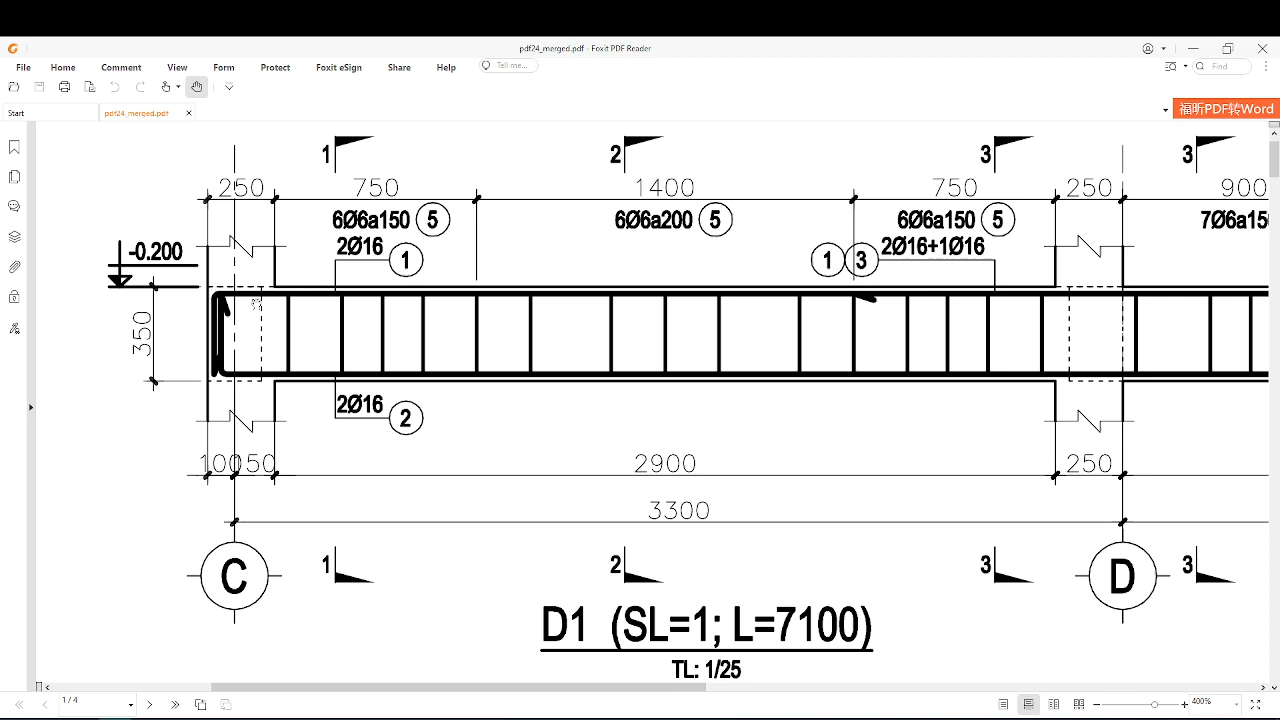 pdf24_merged.pdf - Foxit PDF Reader
File Home Comment View Form Protect Foxit eSign Share Help Tell me... Find
Start pdf24_merged.pdf
福昕PDF转Word
1 2 3 3
250 750 1400 750 250 900
6Ø6a150 5 6Ø6a200 5 6Ø6a150 5 7Ø6a15
2Ø16 1 1 3 2Ø16+1Ø16
-0.200
350
2Ø16 2
100 2900 250
3300
1 2 3 3
C D
D1 (SL=1; L=7100)
TL: 1/25
1 / 4 400%